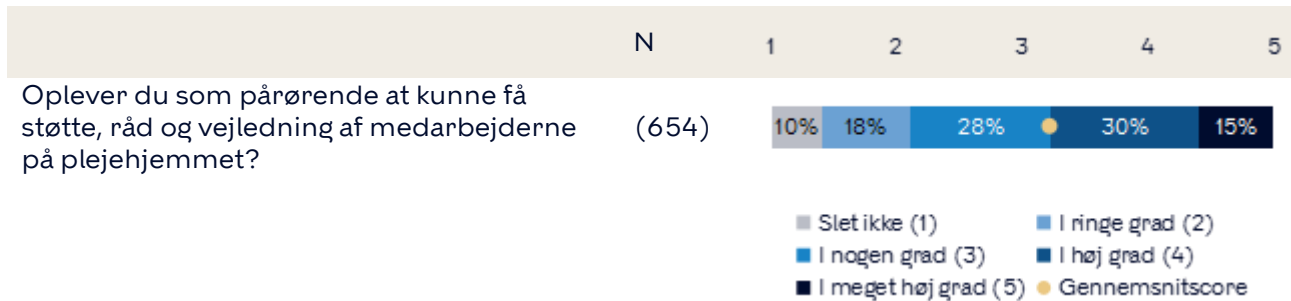 N 1 2 3 4 5
Oplever du som pårørende at kunne få
støtte, råd og vejledning af medarbejderne
på plejehjemmet?
(654)
10% 18% 28% 30% 15%
Slet ikke (1) I ringe grad (2)
I nogen grad (3) I høj grad (4)
I meget høj grad (5) Gennemsnitscore